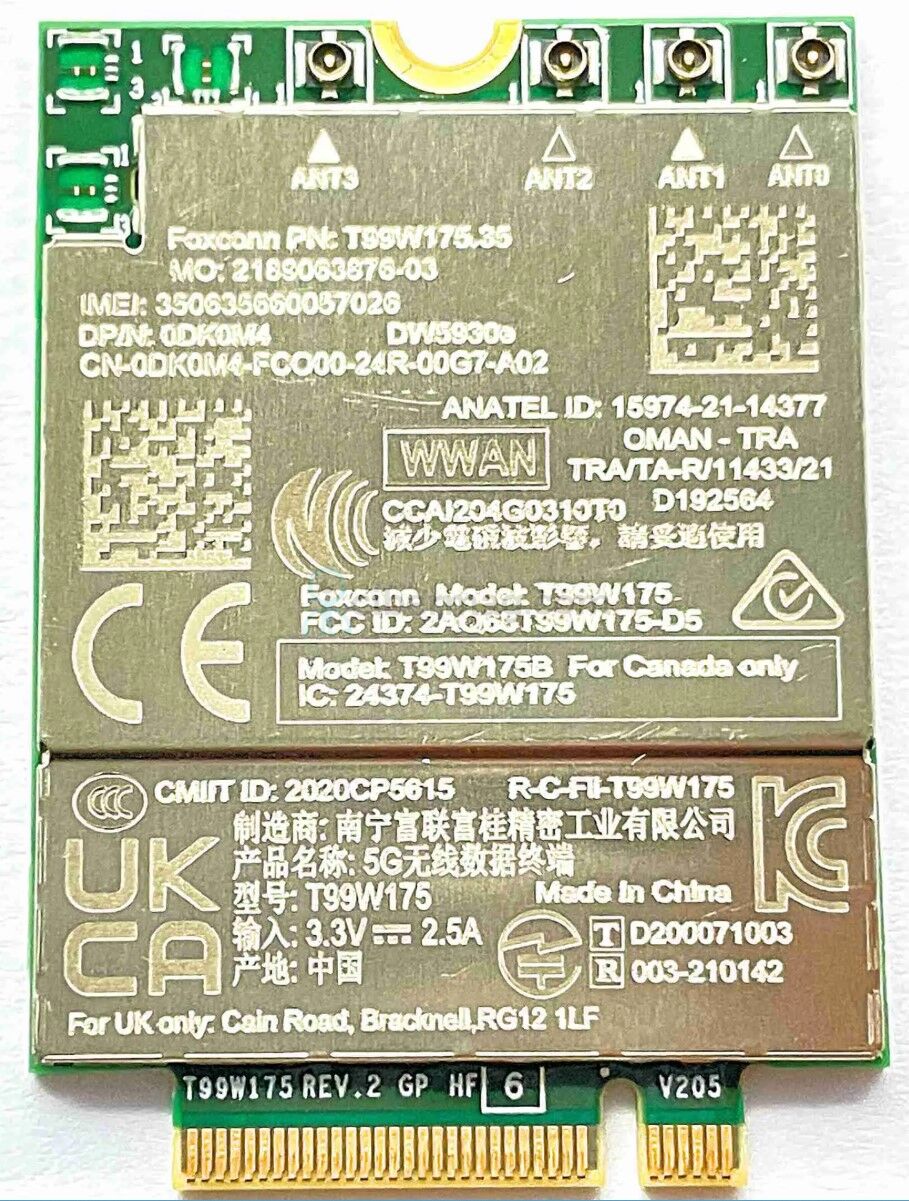 1
3
1
3
ANT3
ANT2
ANT1
ANT0
Foxconn PN: T99W175.35
MO: 2189063876-03
IMEI: 350635660057026
DP/N: 0DK0M4 DW5930e
CN-0DK0M4-FCO00-24R-00G7-A02
ANATEL ID: 15974-21-14377
WWAN
OMAN - TRA
TRA/TA-R/11433/21
D192564
CCAI204G0310T0
減少電磁波影響，請妥適使用
Foxconn Model: T99W175
FCC ID: 2AQ68T99W175-D5
Model: T99W175B For Canada only
IC: 24374-T99W175
CE
CCC
CMIIT ID: 2020CP5615 R-C-FII-T99W175
制造商: 南宁富联富桂精密工业有限公司
产品名称: 5G无线数据终端
型号: T99W175
Made in China
输入: 3.3V 2.5A
产地: 中国
T D200071003
R 003-210142
UK
CA
KC
For UK only: Cain Road, Bracknell,RG12 1LF
T99W175 REV.2 GP HF 6 V205